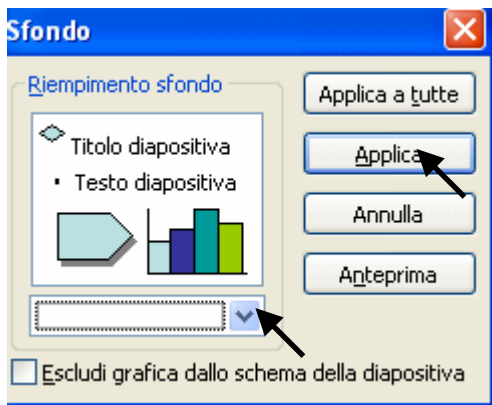 Sfondo
Riempimento sfondo
Titolo diapositiva
Testo diapositiva
Applica a tutte
Applica
Annulla
Anteprima
Escludi grafica dallo schema della diapositiva